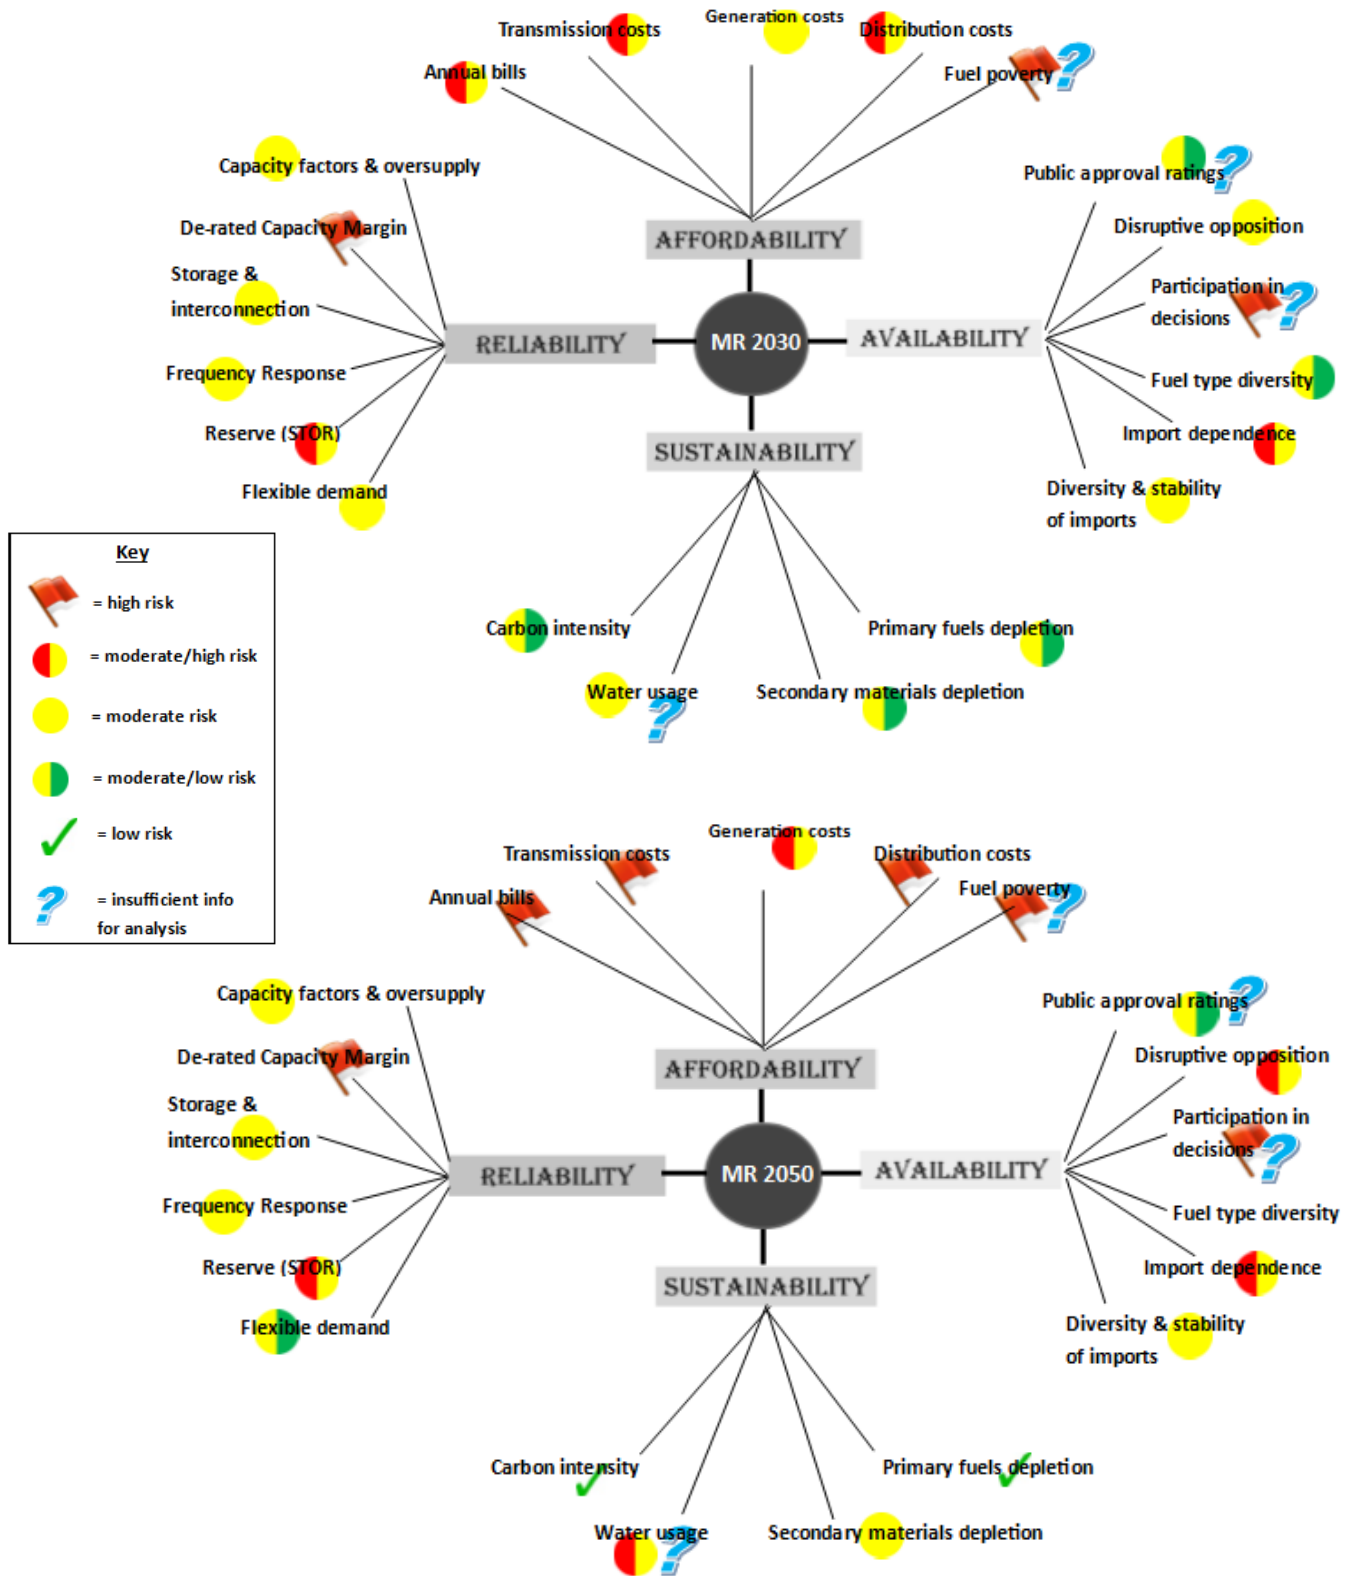 Generation costs
Transmission costs
Distribution costs
Annual bills
Fuel poverty
Capacity factors & oversupply
Public approval ratings
De-rated Capacity Margin
Disruptive opposition
AFFORDABILITY
Storage &
interconnection
Participation in
decisions
RELIABILITY
MR 2030
AVAILABILITY
Frequency Response
Fuel type diversity
Reserve (STOR)
Import dependence
SUSTAINABILITY
Flexible demand
Diversity & stability
of imports
Key
= high risk
= moderate/high risk
= moderate risk
= moderate/low risk
= low risk
= insufficient info
for analysis
Carbon intensity
Primary fuels depletion
Water usage
Secondary materials depletion
Generation costs
Transmission costs
Distribution costs
Annual bills
Fuel poverty
Capacity factors & oversupply
Public approval ratings
De-rated Capacity Margin
Disruptive opposition
AFFORDABILITY
Storage &
interconnection
Participation in
decisions
RELIABILITY
MR 2050
AVAILABILITY
Frequency Response
Fuel type diversity
Reserve (STOR)
Import dependence
SUSTAINABILITY
Flexible demand
Diversity & stability
of imports
Carbon intensity
Primary fuels depletion
Water usage
Secondary materials depletion